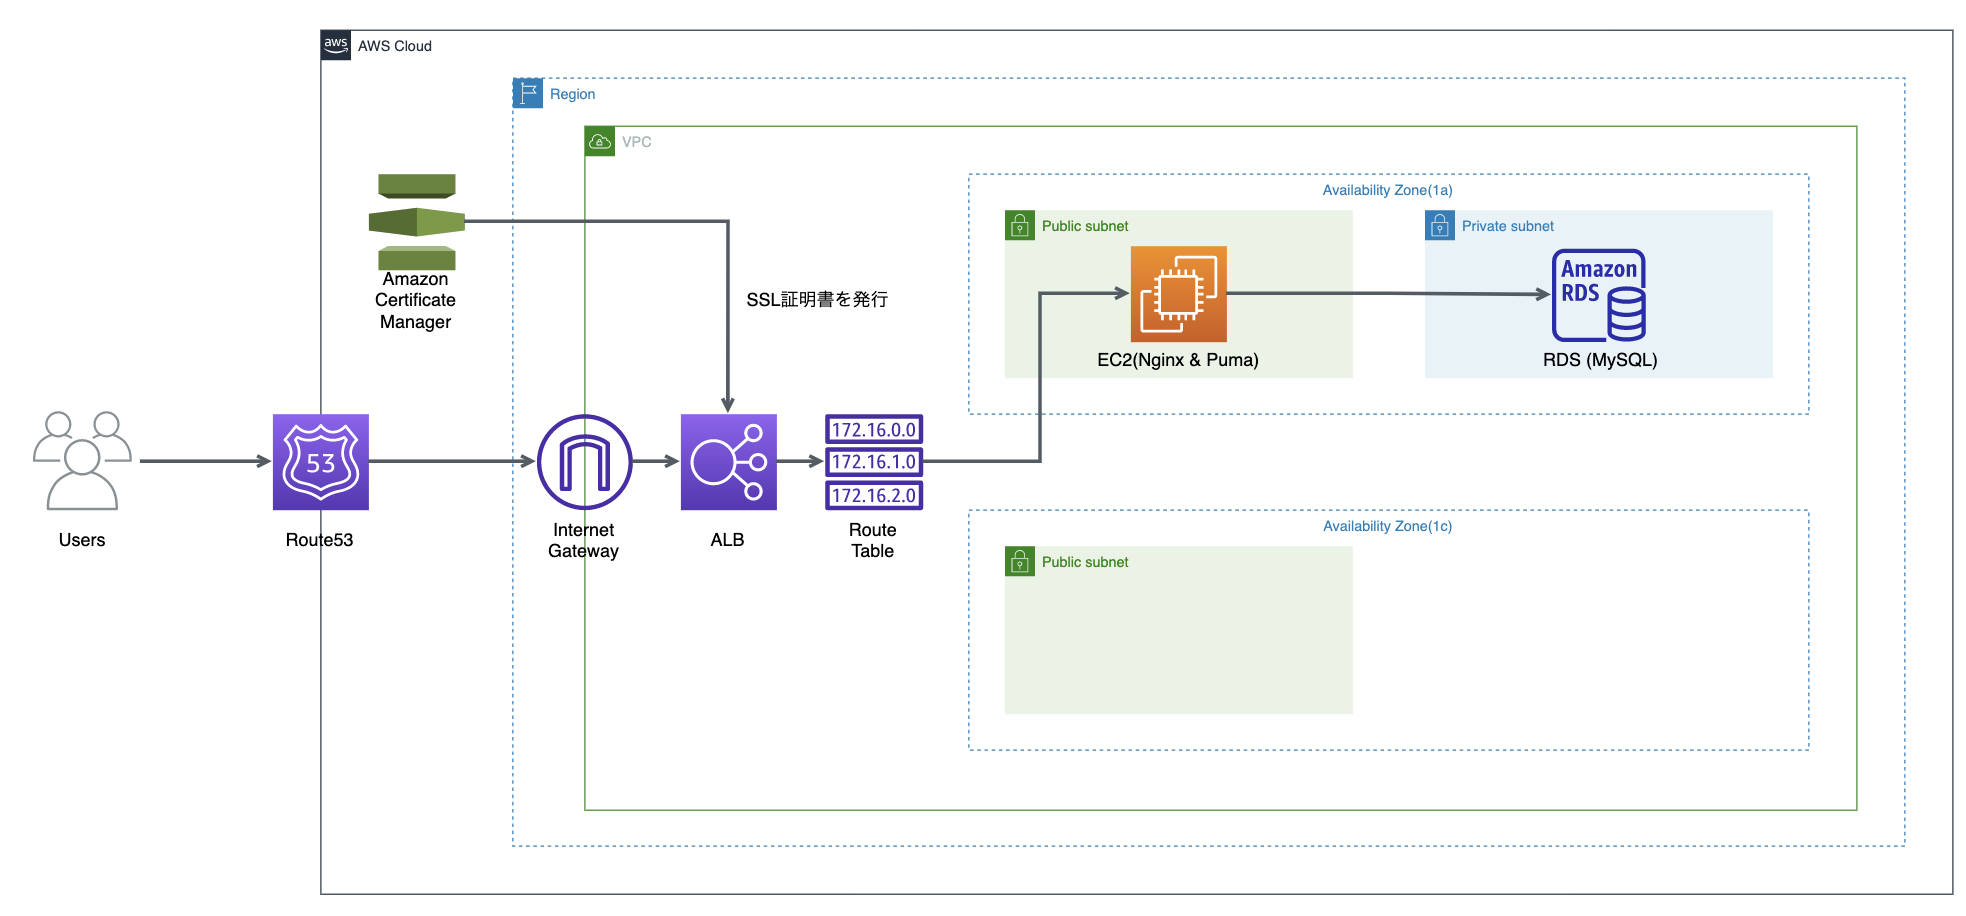 aws
AWS Cloud
Region
VPC
Availability Zone(1a)
Public subnet
Private subnet
Amazon
RDS
EC2(Nginx & Puma)
RDS (MySQL)
Amazon
Certificate
Manager
SSL証明書を発行
53
172.16.0.0
172.16.1.0
172.16.2.0
Users
Route53
Internet
Gateway
ALB
Route
Table
Availability Zone(1c)
Public subnet